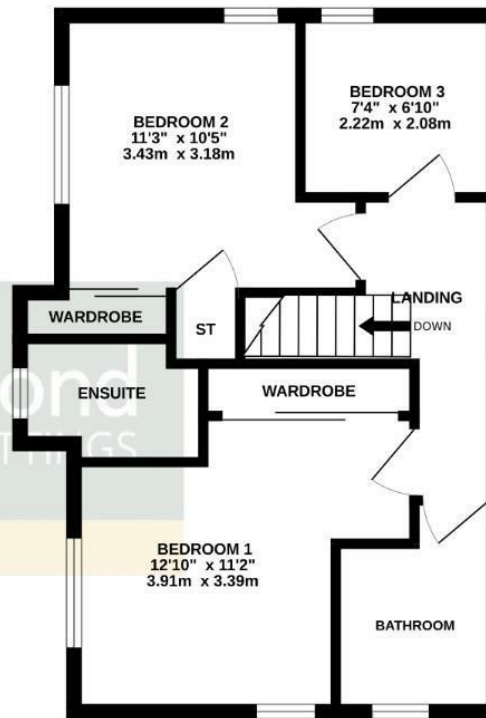 BEDROOM 2
11'3" x 10'5"
3.43m x 3.18m
BEDROOM 3
7'4" x 6'10"
2.22m x 2.08m
LANDING
DOWN
WARDROBE
ST
ENSUITE
WARDROBE
BEDROOM 1
12'10" x 11'2"
3.91m x 3.39m
BATHROOM